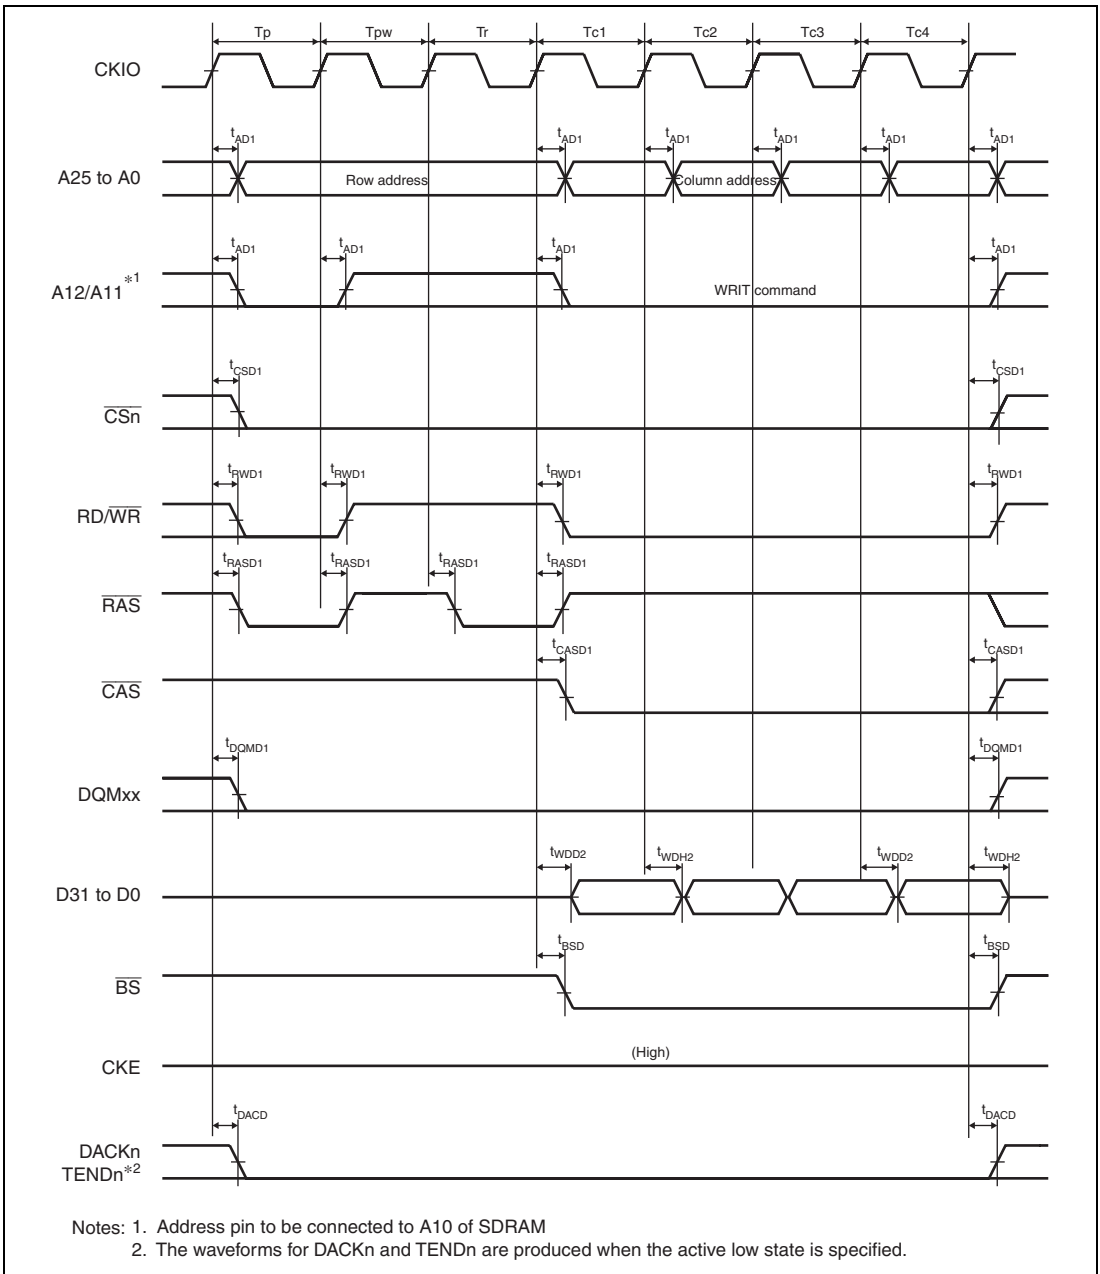 Tp Tpw Tr Tc1 Tc2 Tc3 Tc4
CKIO
tAD1 tAD1 tAD1 tAD1 tAD1 tAD1
A25 to A0 Row address Column address
tAD1 tAD1 tAD1 tAD1
A12/A11*1 WRIT command
tCSD1 tCSD1
CSn
tRWD1 tRWD1 tRWD1 tRWD1
RD/WR
tRASD1 tRASD1 tRASD1 tRASD1
RAS
tCASD1 tCASD1
CAS
tDQMD1 tDQMD1
DQMxx
tWDD2 tWDH2 tWDD2 tWDH2
D31 to D0
tBSD tBSD
BS
(High)
CKE
tDACD tDACD
DACKn
TENDn*2
Notes: 1. Address pin to be connected to A10 of SDRAM
2. The waveforms for DACKn and TENDn are produced when the active low state is specified.